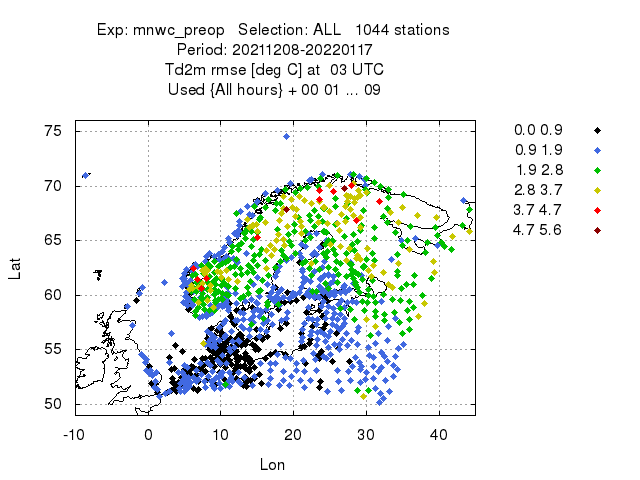 Exp: mnwc_preop   Selection: ALL   1044 stations
Period: 20211208-20220117
Td2m rmse [deg C] at  03 UTC
Used {All hours} + 00 01 ... 09
75
70
65
60
55
50
Lat
-10 0 10 20 30 40
Lon
0.0 0.9
0.9 1.9
1.9 2.8
2.8 3.7
3.7 4.7
4.7 5.6